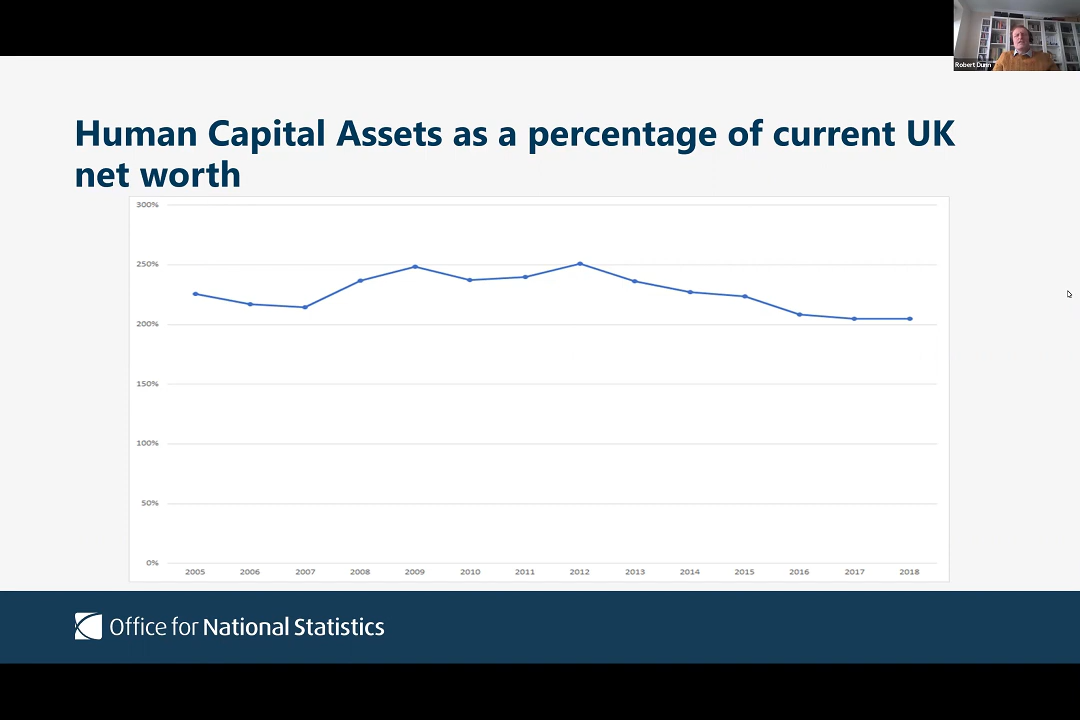 Robert Dunn
Human Capital Assets as a percentage of current UK
net worth
300%
250%
200%
150%
100%
50%
0%
2005 2006 2007 2008 2009 2010 2011 2012 2013 2014 2015 2016 2017 2018
Office for National Statistics